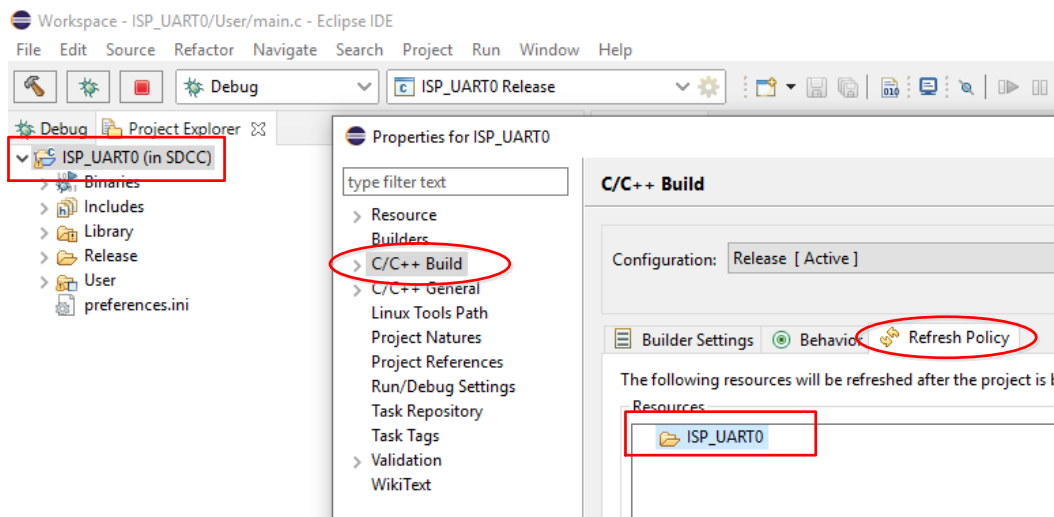 Workspace - ISP_UART0/User/main.c - Eclipse IDE
File Edit Source Refactor Navigate Search Project Run Window Help
Debug
ISP_UART0 Release
010
Debug
Project Explorer
ISP_UART0 (in SDCC)
Binaries
Includes
Library
Release
User
preferences.ini
Properties for ISP_UART0
type filter text
Resource
Builders
C/C++ Build
C/C++ General
Linux Tools Path
Project Natures
Project References
Run/Debug Settings
Task Repository
Task Tags
Validation
WikiText
C/C++ Build
Configuration: Release [ Active ]
Builder Settings
Behavior
Refresh Policy
The following resources will be refreshed after the project is
Resources
ISP_UART0